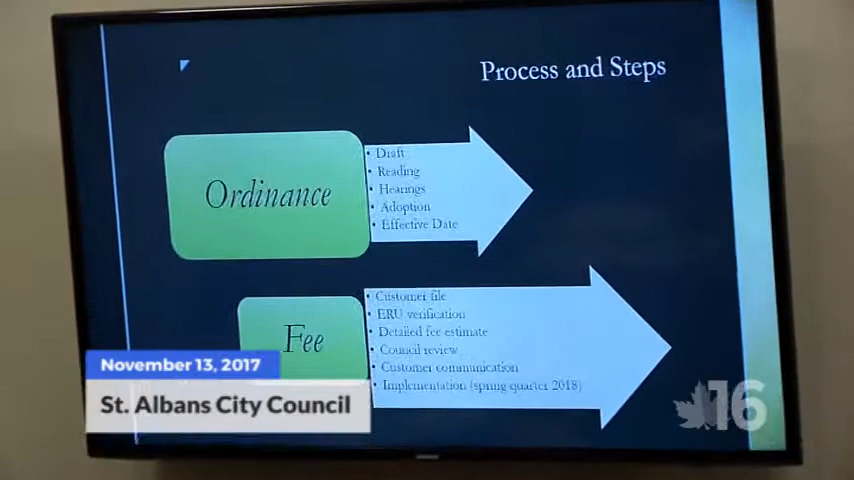 Process and Steps
Ordinance
• Draft
• Reading
• Hearings
• Adoption
• Effective Date
Fee
• Customer file
• ERU verification
• Detailed fee estimate
• Council review
• Customer communication
• Implementation (spring quarter 2018)
November 13, 2017
St. Albans City Council
16